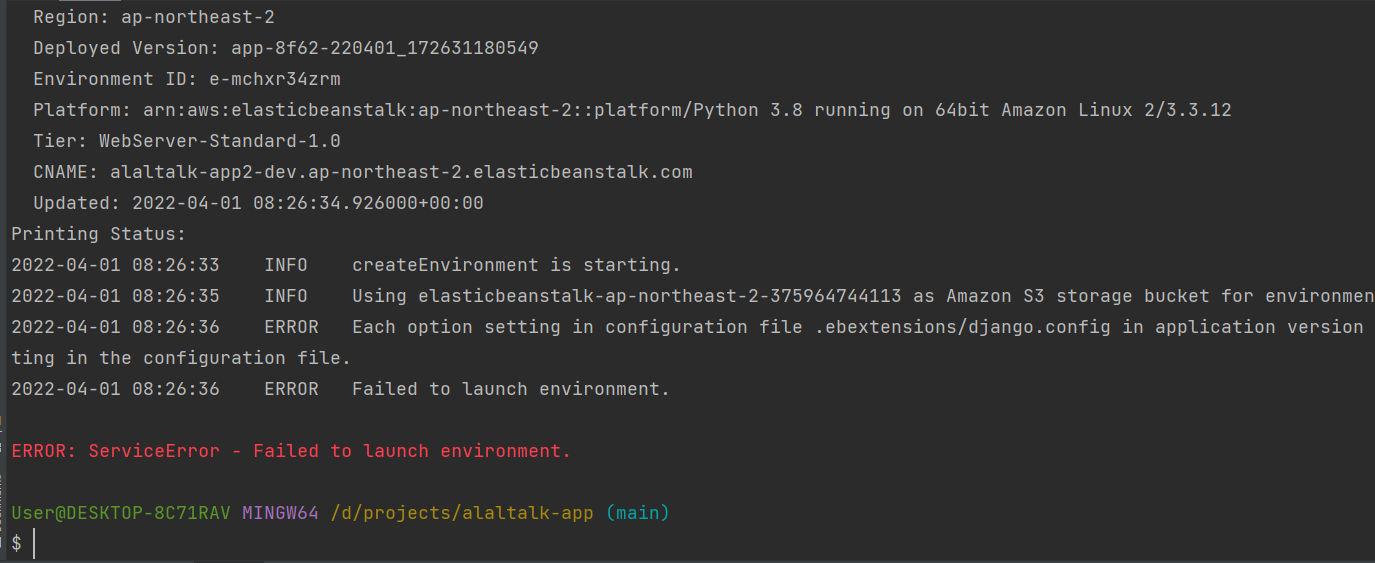 Region: ap-northeast-2
Deployed Version: app-8f62-220401_172631180549
Environment ID: e-mchxr34zrm
Platform: arn:aws:elasticbeanstalk:ap-northeast-2::platform/Python 3.8 running on 64bit Amazon Linux 2/3.3.12
Tier: WebServer-Standard-1.0
CNAME: alaltalk-app2-dev.ap-northeast-2.elasticbeanstalk.com
Updated: 2022-04-01 08:26:34.926000+00:00
Printing Status:
2022-04-01 08:26:33    INFO    createEnvironment is starting.
2022-04-01 08:26:35    INFO    Using elasticbeanstalk-ap-northeast-2-375964744113 as Amazon S3 storage bucket for environmen
2022-04-01 08:26:36    ERROR   Each option setting in configuration file .ebextensions/django.config in application version
ting in the configuration file.
2022-04-01 08:26:36    ERROR   Failed to launch environment.
ERROR: ServiceError - Failed to launch environment.
User@DESKTOP-8C71RAV MINGW64 /d/projects/alaltalk-app (main)
$